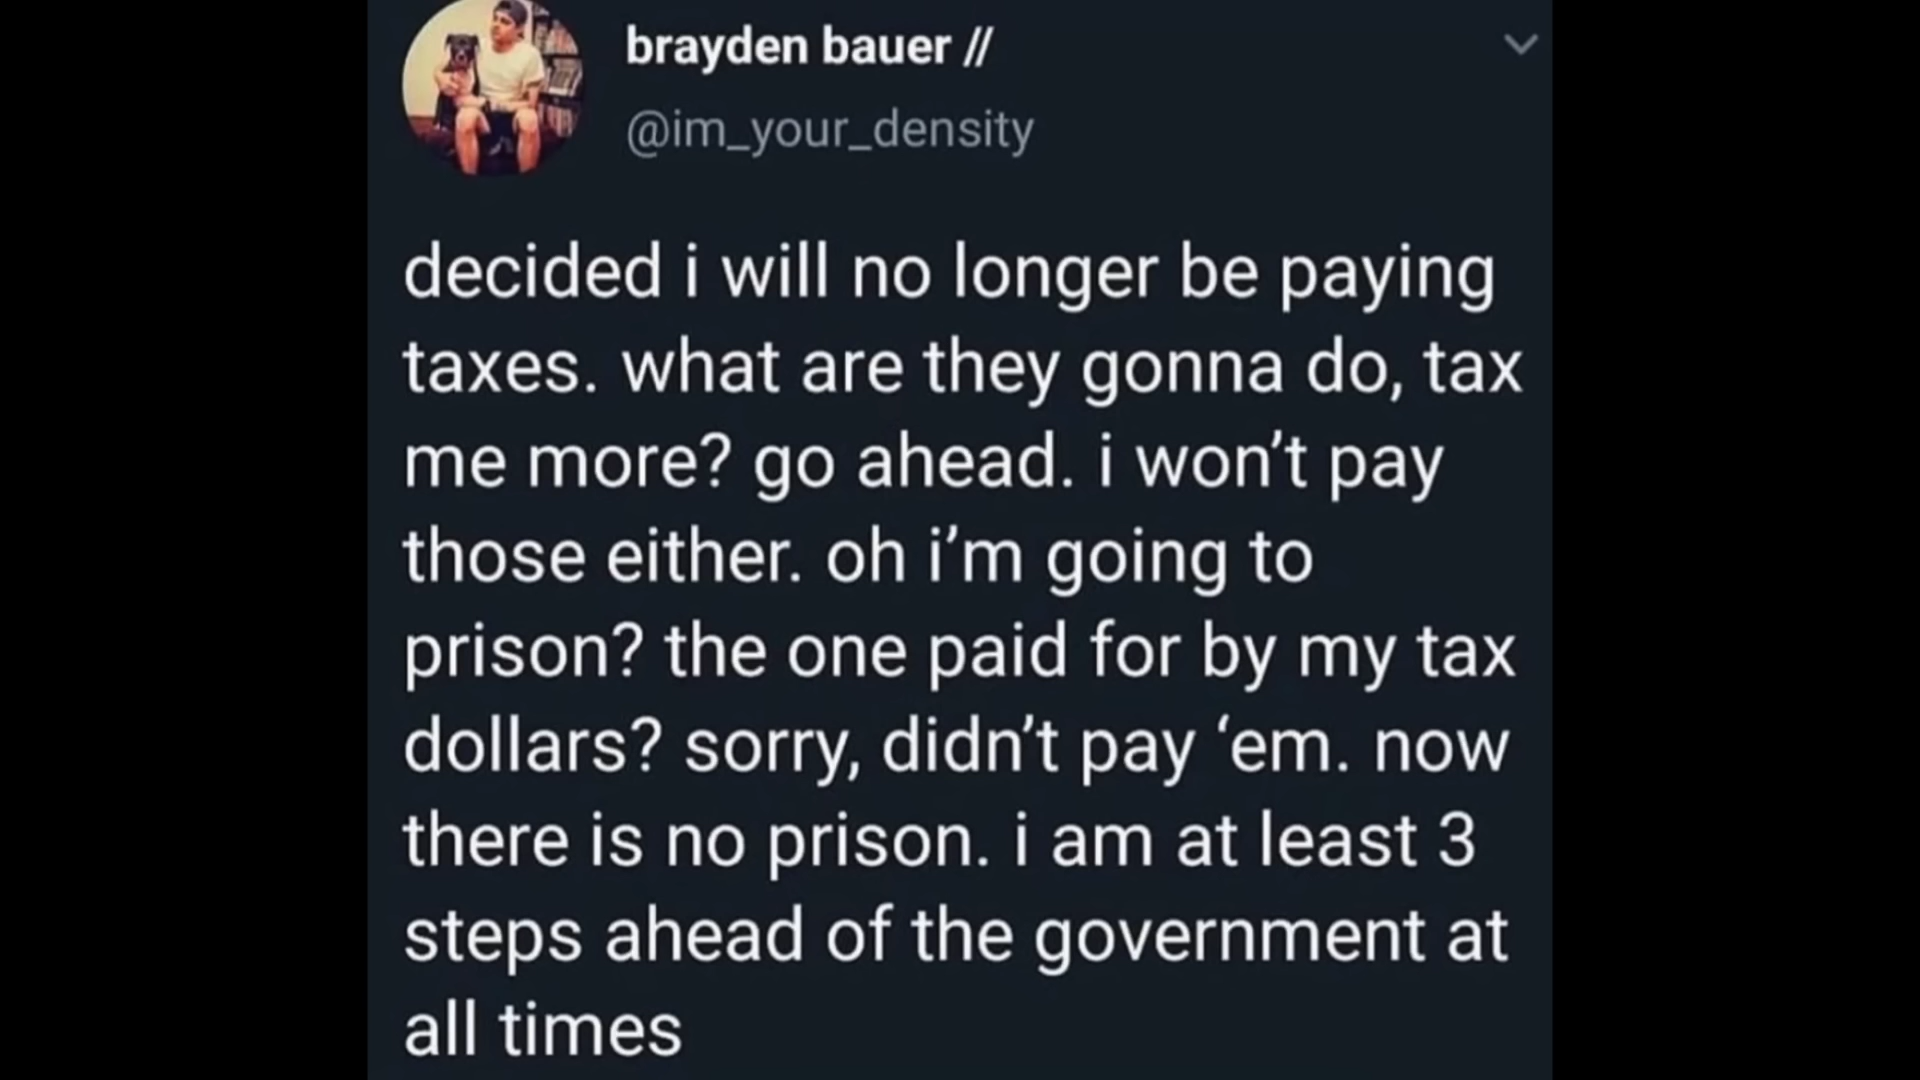 brayden bauer //
@im_your_density
decided i will no longer be paying
taxes. what are they gonna do, tax
me more? go ahead. i won’t pay
those either. oh i’m going to
prison? the one paid for by my tax
dollars? sorry, didn’t pay ‘em. now
there is no prison. i am at least 3
steps ahead of the government at
all times